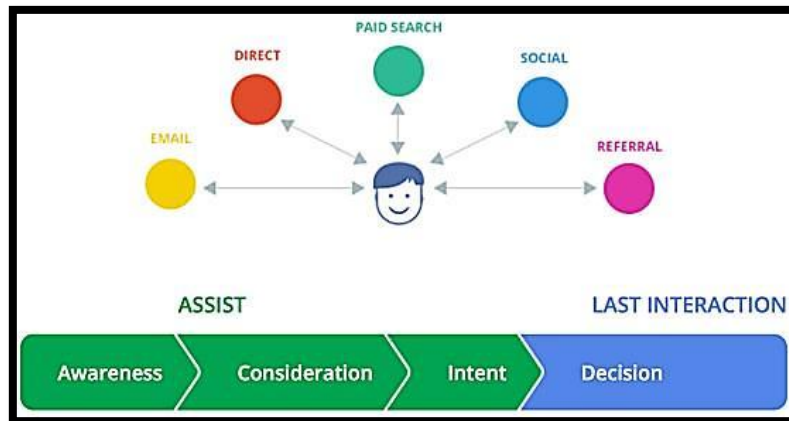 PAID SEARCH
DIRECT
SOCIAL
EMAIL
REFERRAL
ASSIST
LAST INTERACTION
Awareness
Consideration
Intent
Decision